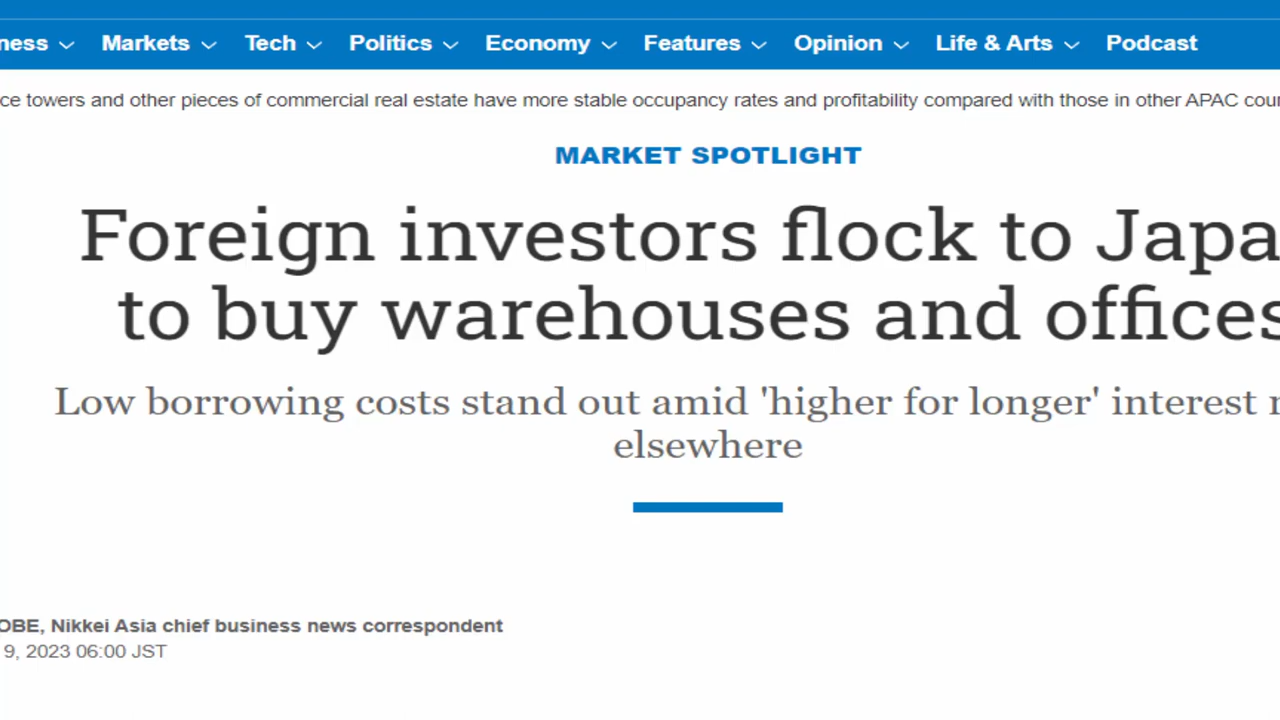 ness Markets Tech Politics Economy Features Opinion Life & Arts Podcast
ce towers and other pieces of commercial real estate have more stable occupancy rates and profitability compared with those in other APAC cour
MARKET SPOTLIGHT
Foreign investors flock to Japa
to buy warehouses and offices
Low borrowing costs stand out amid 'higher for longer' interest r
elsewhere
OBE, Nikkei Asia chief business news correspondent
9, 2023 06:00 JST